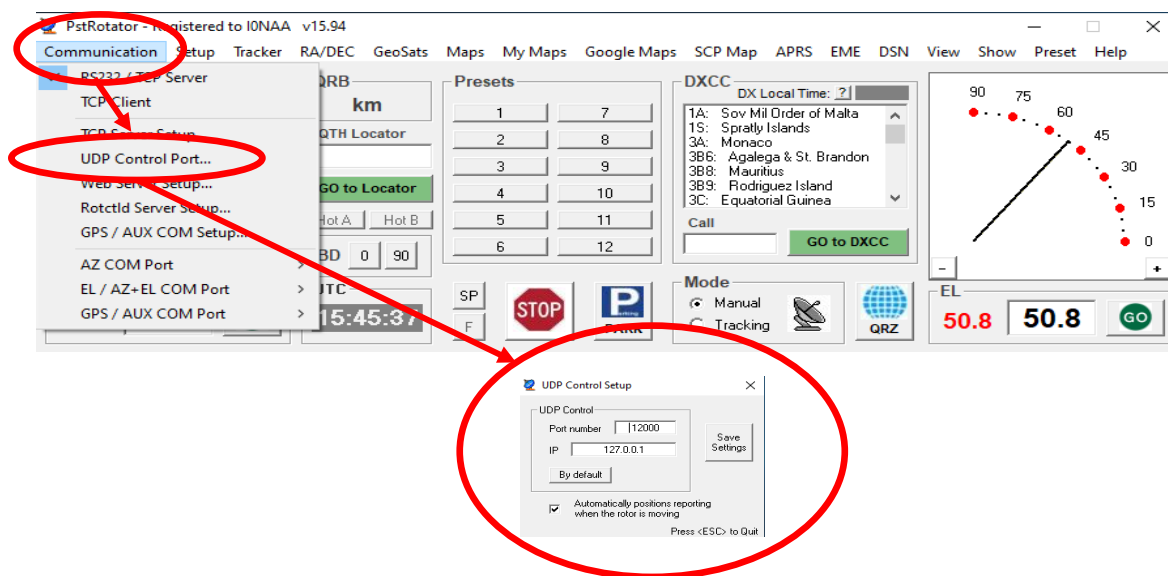 PstRotator - Registered to I0NAA v15.94
Communication Setup Tracker RA/DEC GeoSats Maps My Maps Google Maps SCP Map APRS EME DSN View Show Preset Help
RS232 / TCP Server
TCP Client
TCP Server Setup...
UDP Control Port...
Web Server Setup...
Rotctld Server Setup...
GPS / AUX COM Setup...
AZ COM Port >
EL / AZ+EL COM Port >
GPS / AUX COM Port >
QRB
km
QTH Locator
GO to Locator
Hot A Hot B
0 90
UTC
15:45:37
Presets
1 7
2 8
3 9
4 10
5 11
6 12
SP
F
STOP
P
PARK
DXCC
DX Local Time: ?
1A: Sov Mil Order of Malta
1S: Spratly Islands
3A: Monaco
3B6: Agalega & St. Brandon
3B8: Mauritius
3B9: Rodriguez Island
3C: Equatorial Guinea
Call
GO to DXCC
Mode
Manual
Tracking
QRZ
90
75
60
45
30
15
0
- +
EL
50.8 50.8 GO
UDP Control Setup
UDP Control
Port number 12000
IP 127.0.0.1
By default
Save
Settings
Automatically positions reporting
when the rotor is moving
Press <ESC> to Quit